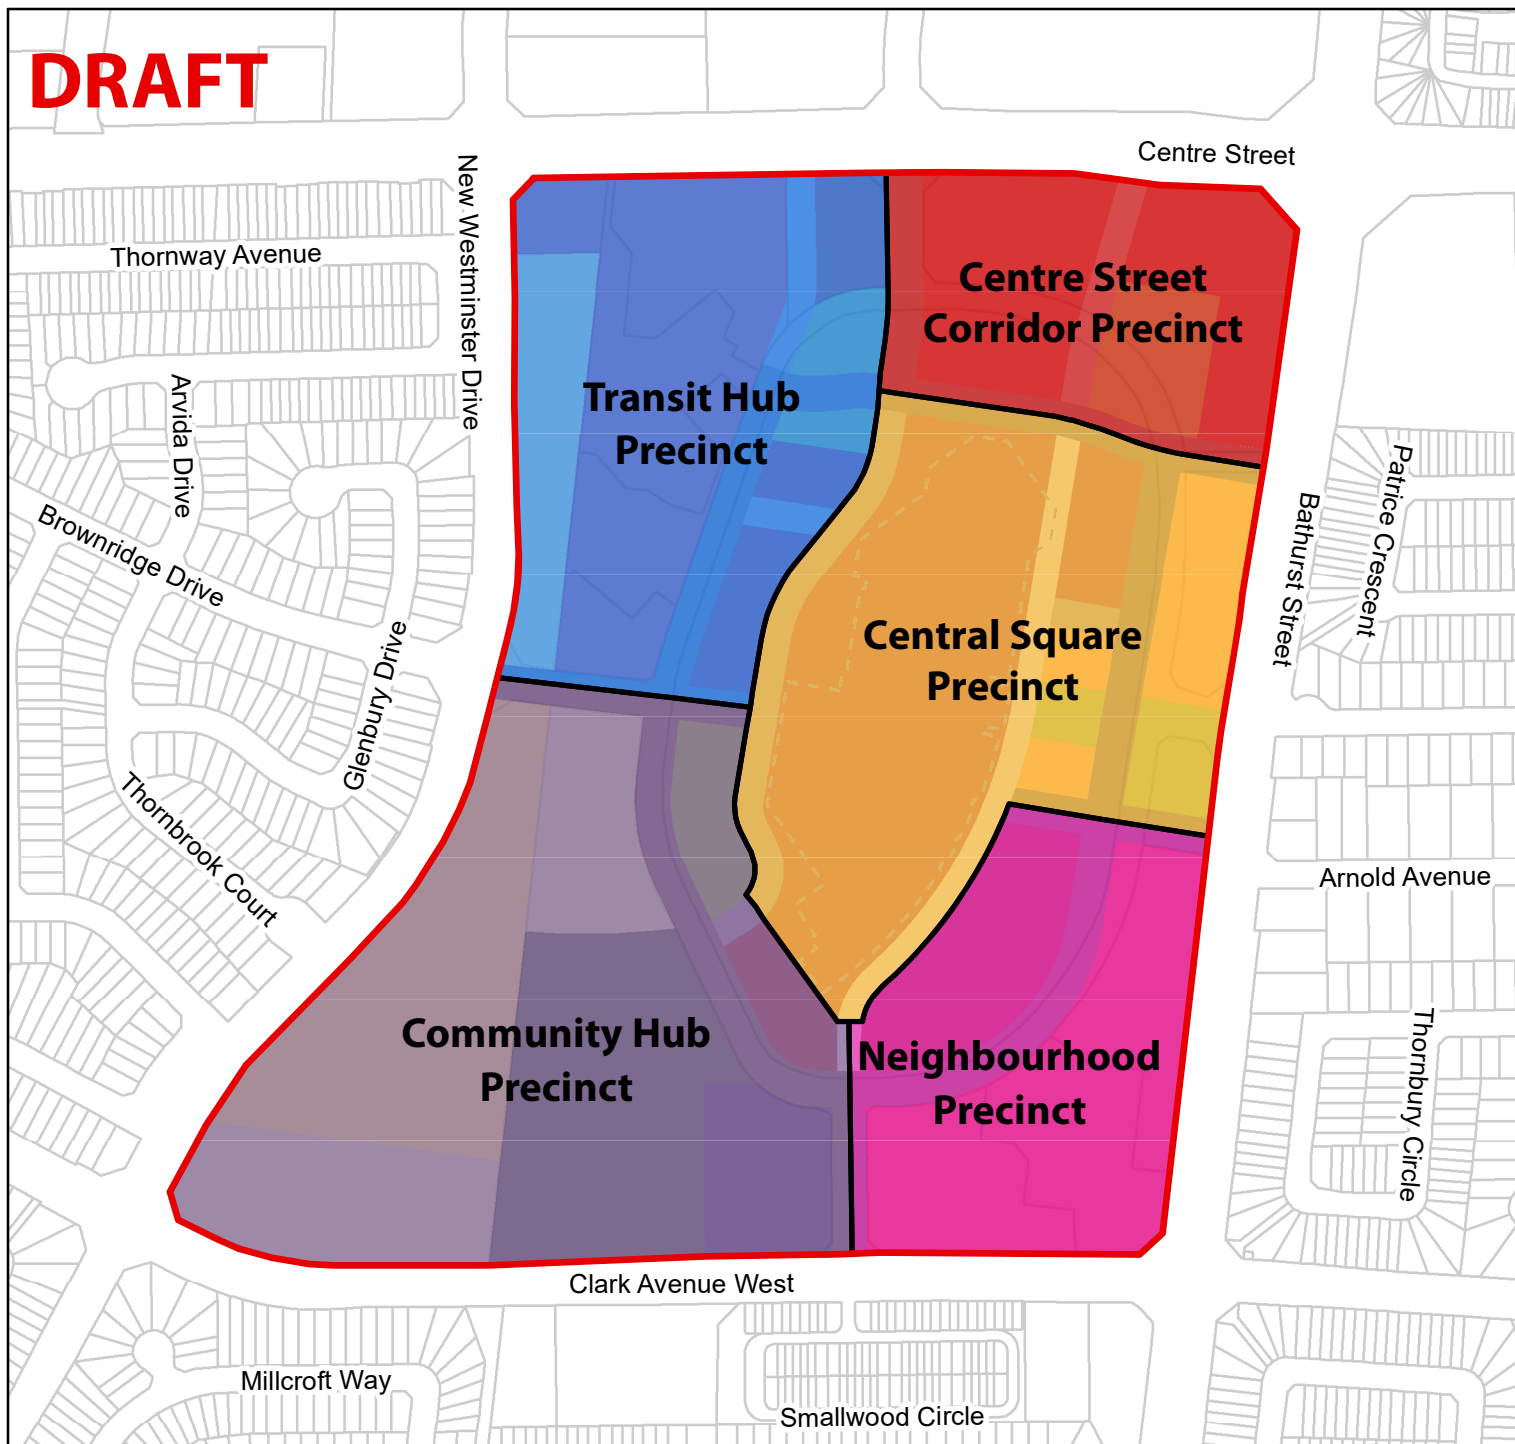 DRAFT
Centre Street
New Westminster Drive
Thornway Avenue
Centre Street
Corridor Precinct
Transit Hub
Precinct
Arvida Drive
Patrice Crescent
Bathurst Street
Brownridge Drive
Glenbury Drive
Central Square
Precinct
Thornbrook Court
Arnold Avenue
Community Hub
Precinct
Neighbourhood
Precinct
Thornbury Circle
Clark Avenue West
Millcroft Way
Smallwood Circle